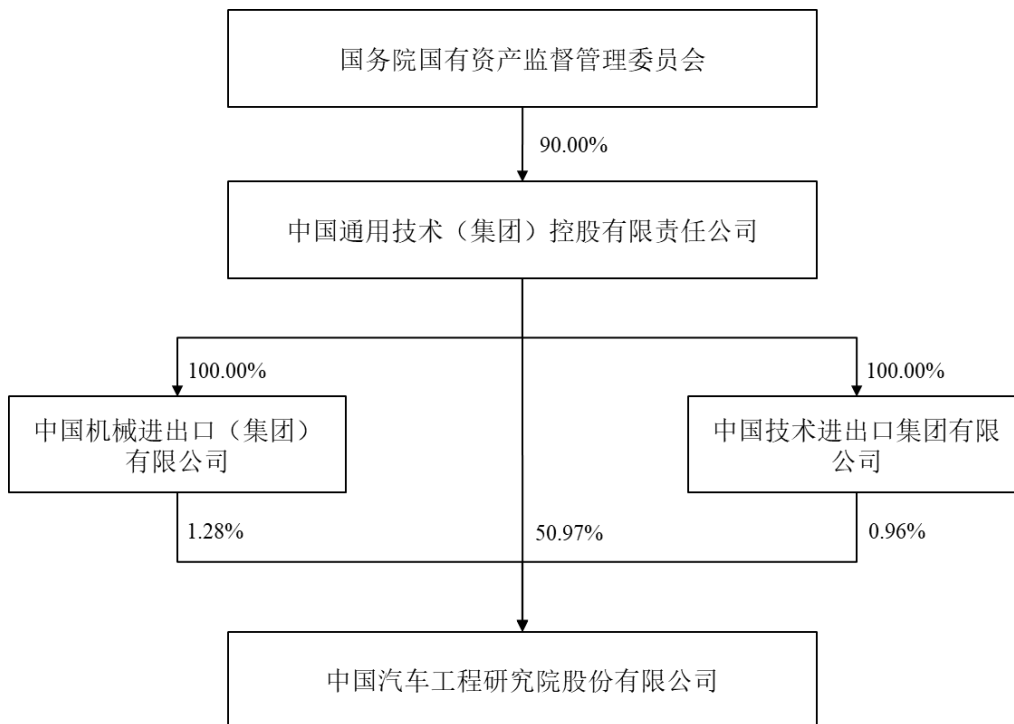 国务院国有资产监督管理委员会
90.00%
中国通用技术（集团）控股有限责任公司
100.00%
100.00%
中国机械进出口（集团）
有限公司
中国技术进出口集团有限
公司
1.28%
50.97%
0.96%
中国汽车工程研究院股份有限公司